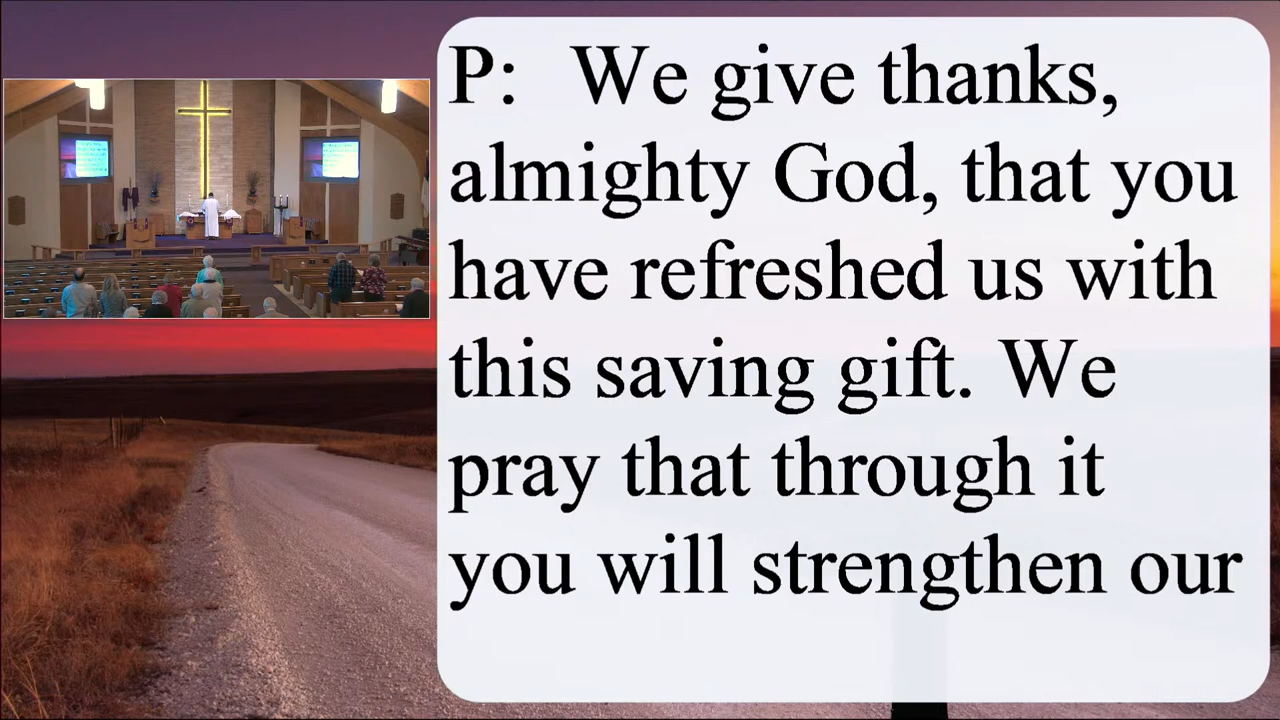 P: We give thanks,
almighty God, that you
have refreshed us with
this saving gift. We
pray that through it
you will strengthen our